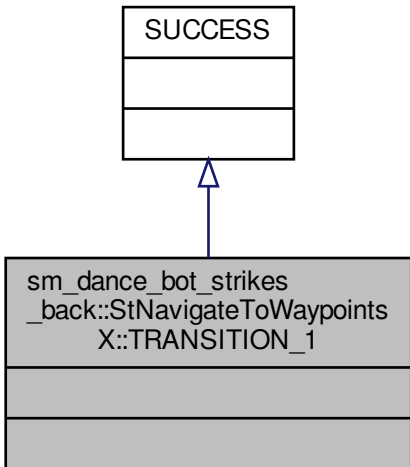 SUCCESS
sm_dance_bot_strikes
_back::StNavigateToWaypoints
X::TRANSITION_1